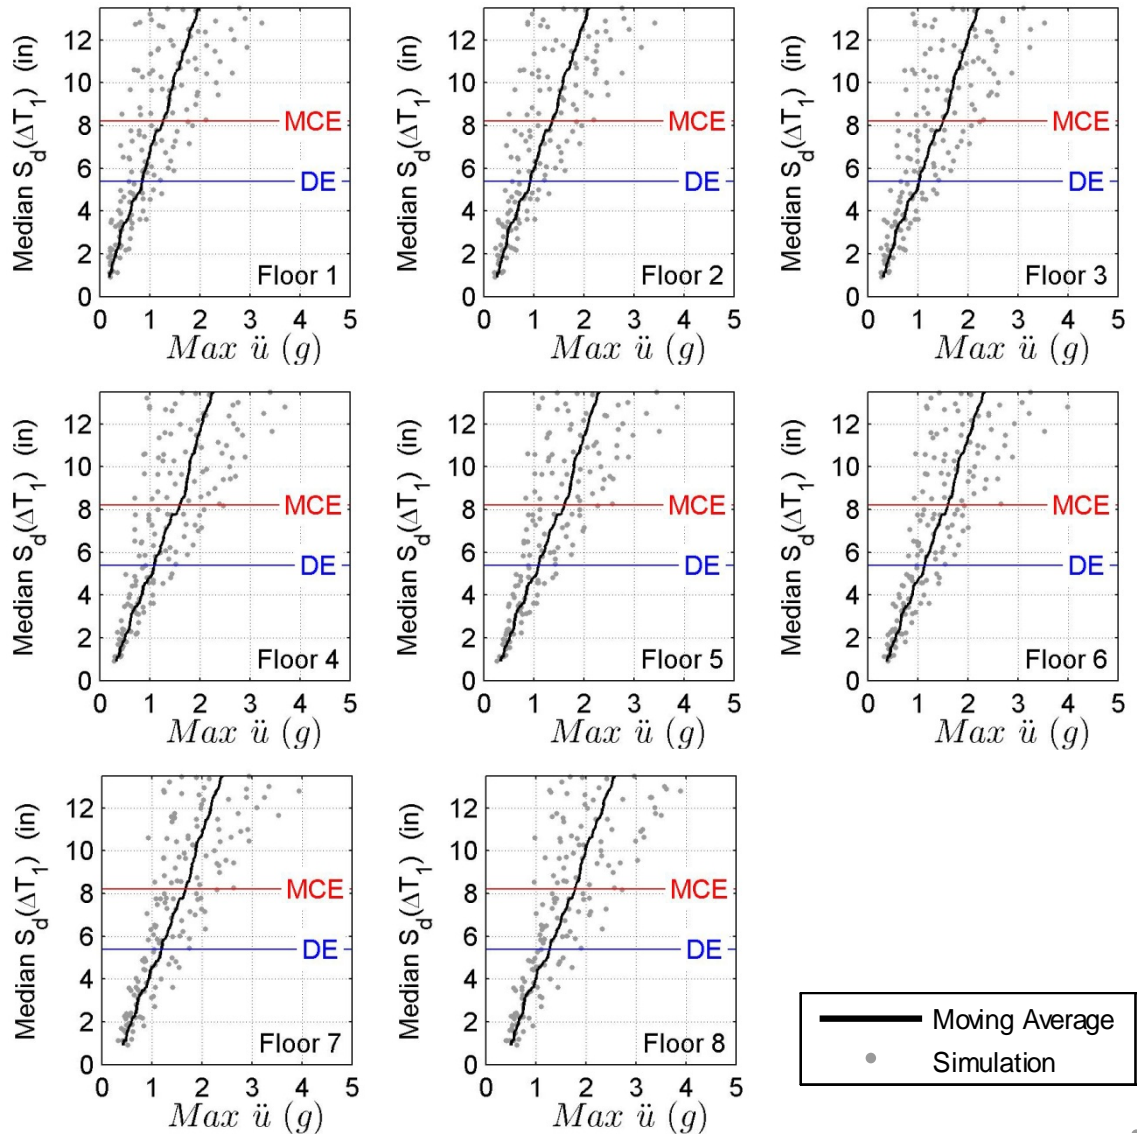 Median S_d(ΔT_1) (in)
12
10
8
6
4
2
0
MCE
DE
Floor 1
0 1 2 3 4 5
Max ü (g)
Median S_d(ΔT_1) (in)
12
10
8
6
4
2
0
MCE
DE
Floor 2
0 1 2 3 4 5
Max ü (g)
Median S_d(ΔT_1) (in)
12
10
8
6
4
2
0
MCE
DE
Floor 3
0 1 2 3 4 5
Max ü (g)
Median S_d(ΔT_1) (in)
12
10
8
6
4
2
0
MCE
DE
Floor 4
0 1 2 3 4 5
Max ü (g)
Median S_d(ΔT_1) (in)
12
10
8
6
4
2
0
MCE
DE
Floor 5
0 1 2 3 4 5
Max ü (g)
Median S_d(ΔT_1) (in)
12
10
8
6
4
2
0
MCE
DE
Floor 6
0 1 2 3 4 5
Max ü (g)
Median S_d(ΔT_1) (in)
12
10
8
6
4
2
0
MCE
DE
Floor 7
0 1 2 3 4 5
Max ü (g)
Median S_d(ΔT_1) (in)
12
10
8
6
4
2
0
MCE
DE
Floor 8
0 1 2 3 4 5
Max ü (g)
Moving Average
Simulation